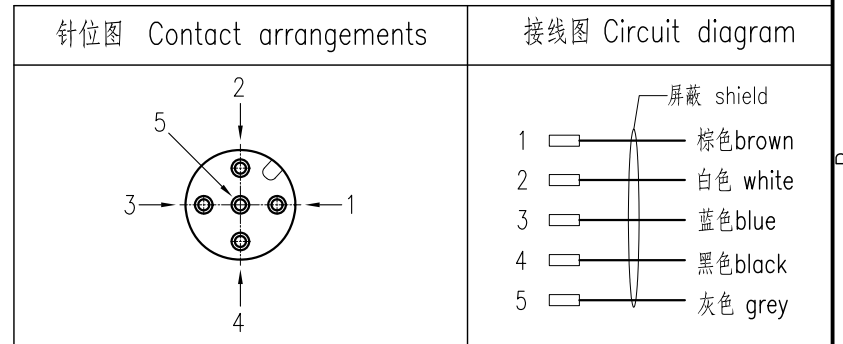 针位图 Contact arrangements
接线图 Circuit diagram
2
5
3
1
4
屏蔽 shield
1 棕色brown
2 白色 white
3 蓝色blue
4 黑色black
5 灰色 grey